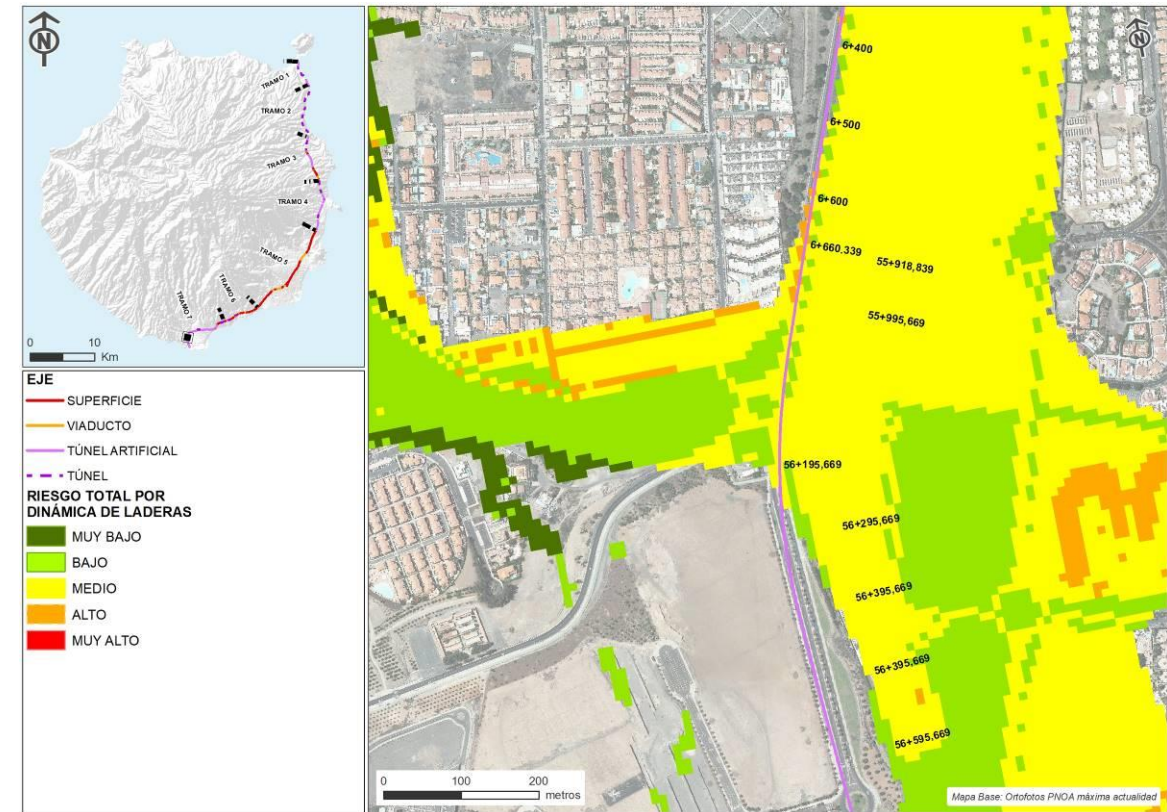 N
TRAMO 1
TRAMO 2
TRAMO 3
TRAMO 4
TRAMO 5
TRAMO 6
TRAMO 7
0 10
Km
EJE
SUPERFICIE
VIADUCTO
TÚNEL ARTIFICIAL
TÚNEL
RIESGO TOTAL POR
DINÁMICA DE LADERAS
MUY BAJO
BAJO
MEDIO
ALTO
MUY ALTO
N
6+400
6+500
6+600
6+660,339
55+918,839
55+995,669
56+195,669
56+295,669
56+395,669
56+395,669
56+595,669
0 100 200
metros
Mapa Base: Ortofotos PNOA máxima actualidad